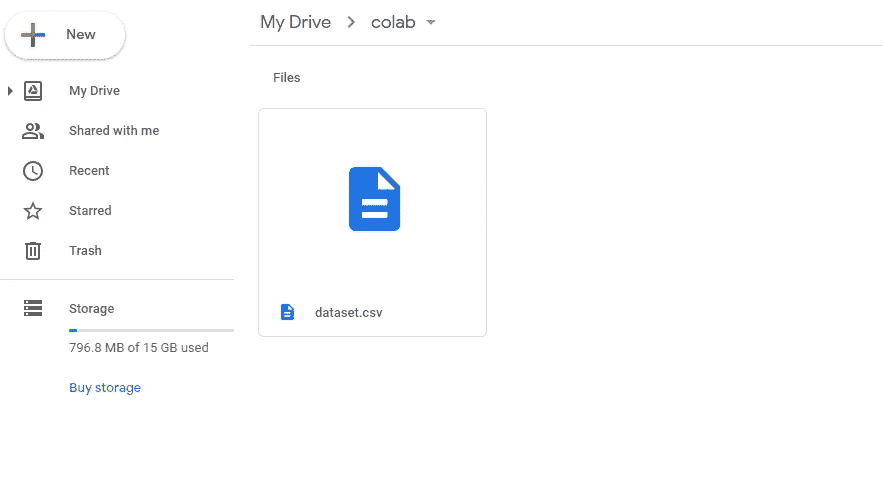 New
My Drive
Shared with me
Recent
Starred
Trash
Storage
796.8 MB of 15 GB used
Buy storage
My Drive > colab
Files
dataset.csv